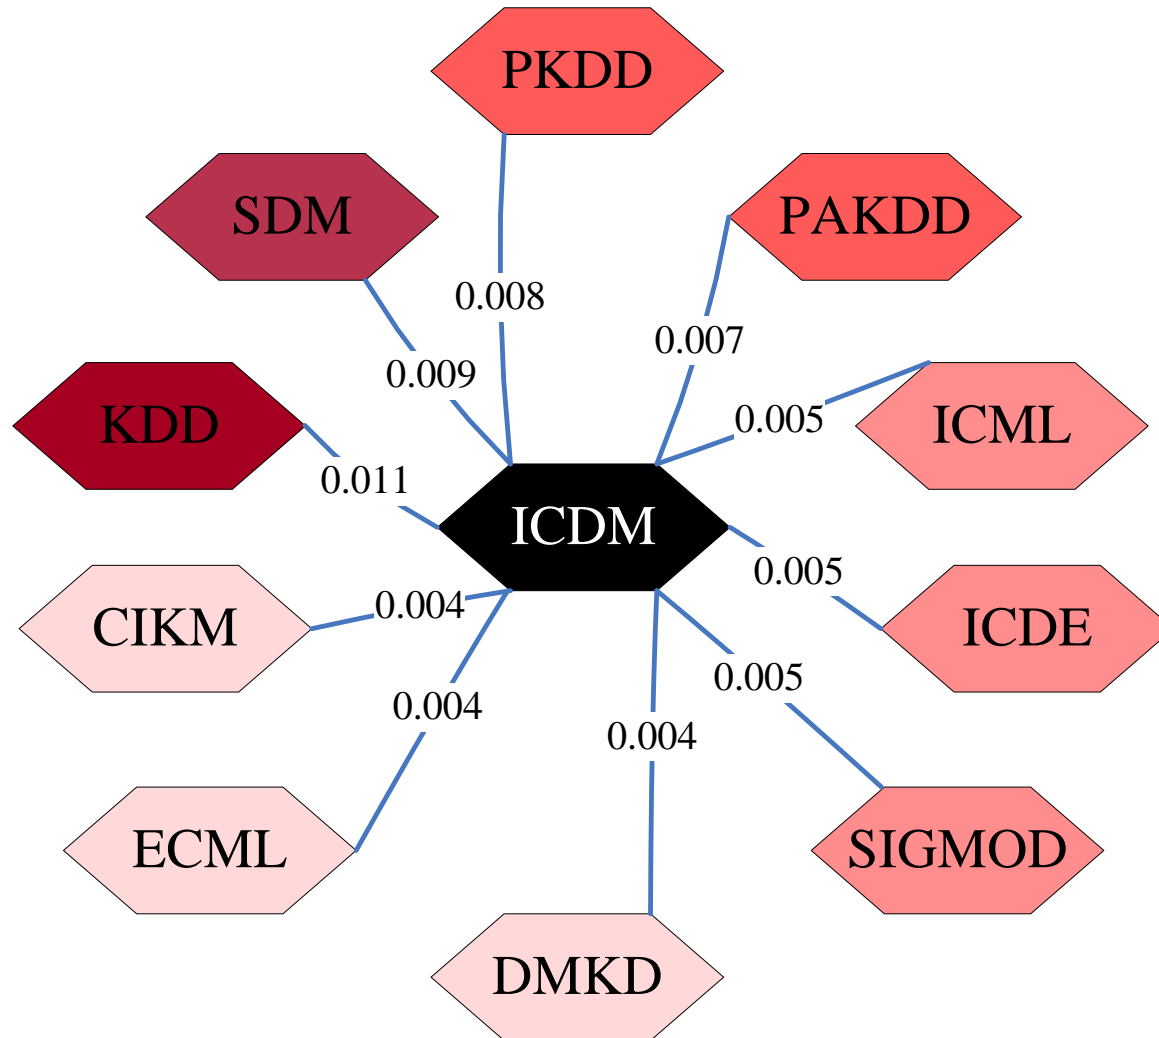 PKDD
SDM
PAKDD
0.008
0.007
0.009
KDD
0.005
ICML
0.011
ICDM
0.005
CIKM
0.004
ICDE
0.005
0.004
0.004
ECML
SIGMOD
DMKD